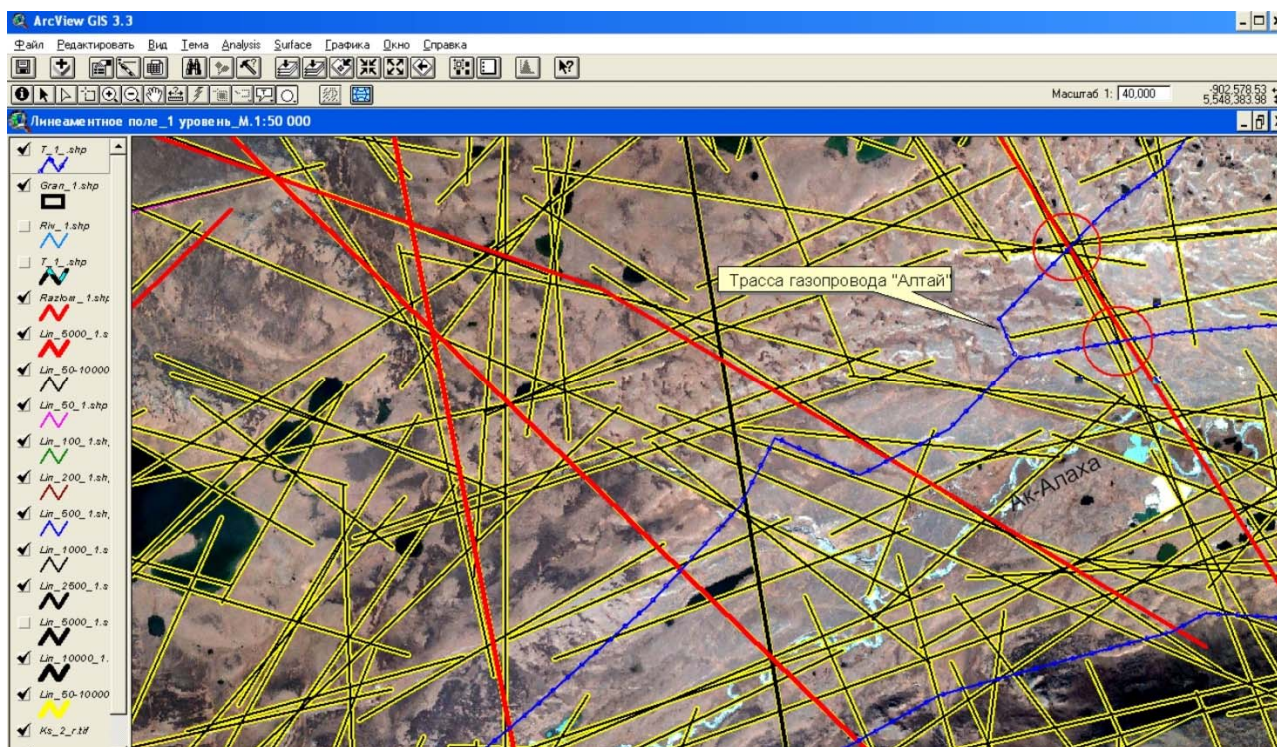 ArcView GIS 3.3
Файл Редактировать Вид Тема Analysis Surface Графика Окно Справка
Масштаб 1: 40,000
-902,578.53
5,548,383.98
Линеаментное поле_1 уровень_М.1:50 000
T_1_.shp
Gran_1.shp
Riv_1.shp
T_1_.shp
Razlom_1.shp
Lin_5000_1.s
Lin_50-10000
Lin_50_1.shp
Lin_100_1.sh,
Lin_200_1.sh,
Lin_500_1.sh,
Lin_1000_1.s
Lin_2500_1.s
Lin_5000_1.s
Lin_10000_1.
Lin_50-10000
Ks_2_r.tif
Трасса газопровода "Алтай"
Ак-Алаха